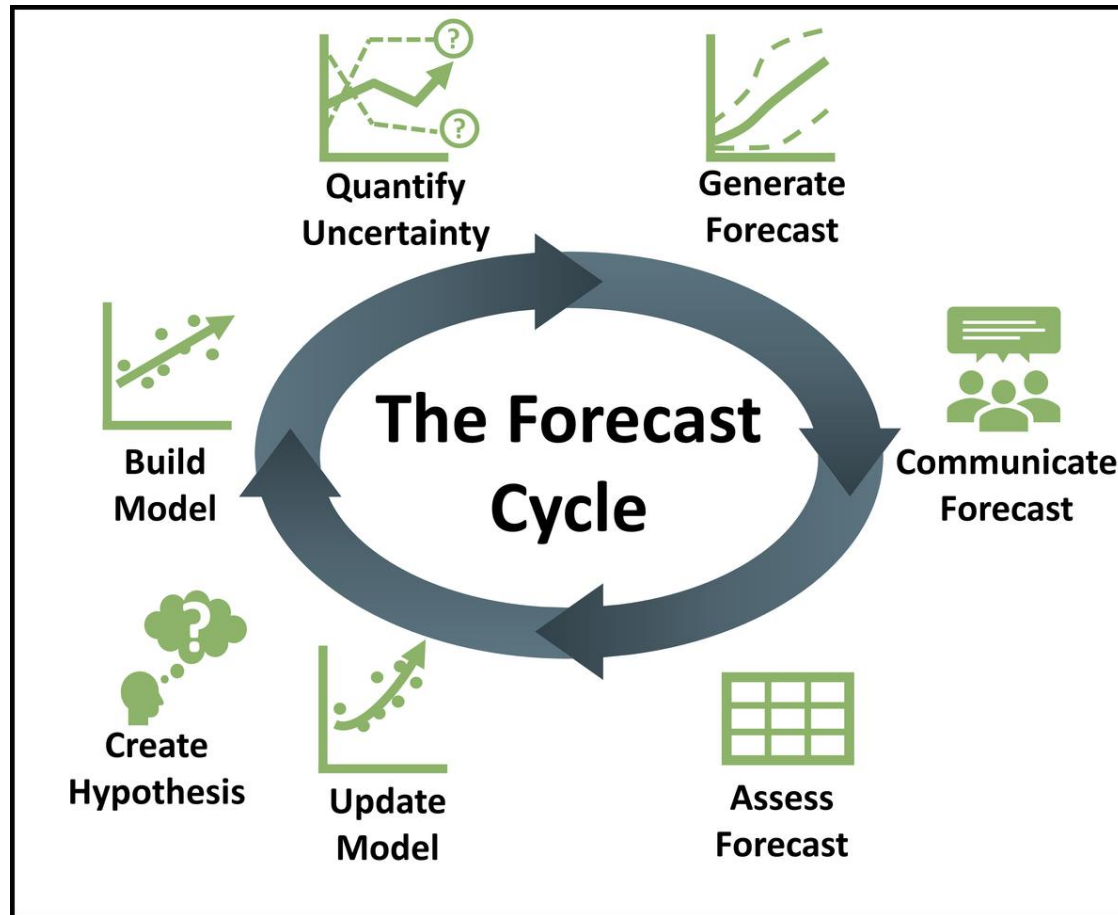 ?
?
Quantify
Uncertainty
Generate
Forecast
Build
Model
The Forecast
Cycle
Communicate
Forecast
?
Create
Hypothesis
Update
Model
Assess
Forecast